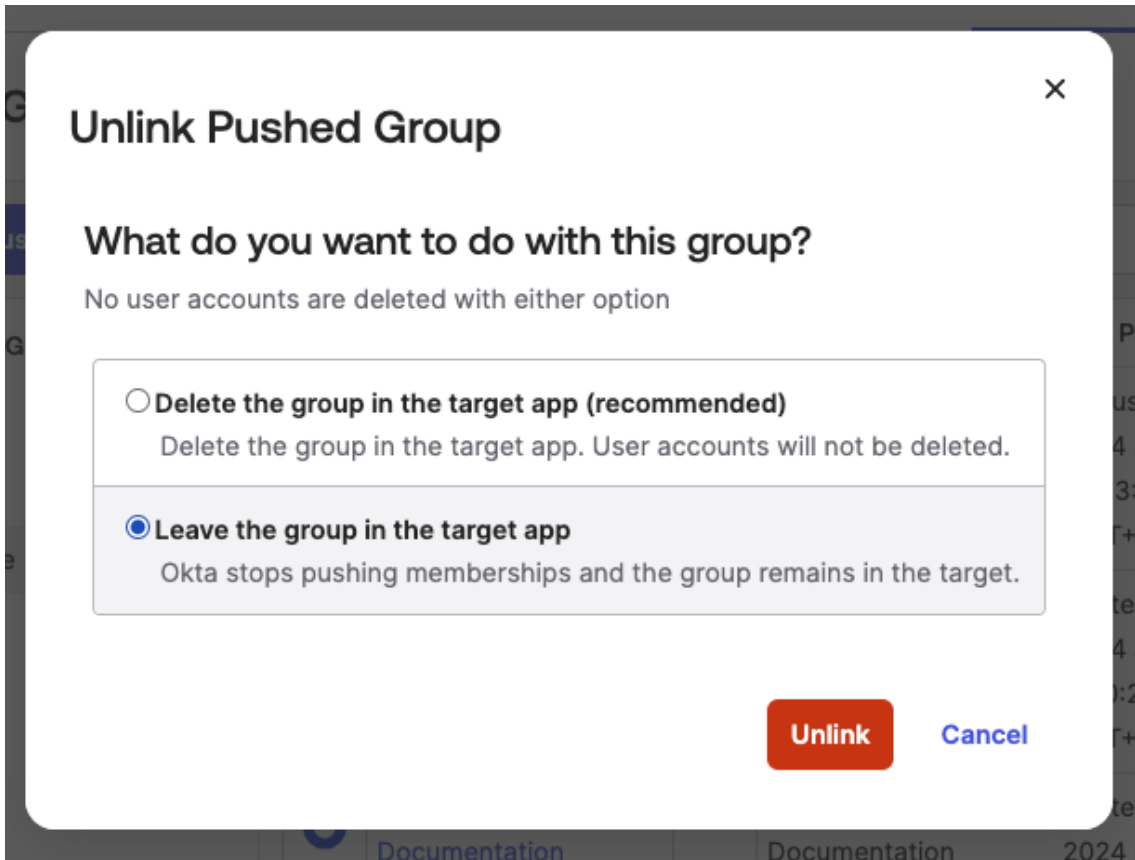 Unlink Pushed Group
What do you want to do with this group?
No user accounts are deleted with either option
Delete the group in the target app (recommended)
Delete the group in the target app. User accounts will not be deleted.
Leave the group in the target app
Okta stops pushing memberships and the group remains in the target.
Unlink Cancel
Documentation Documentation 2024